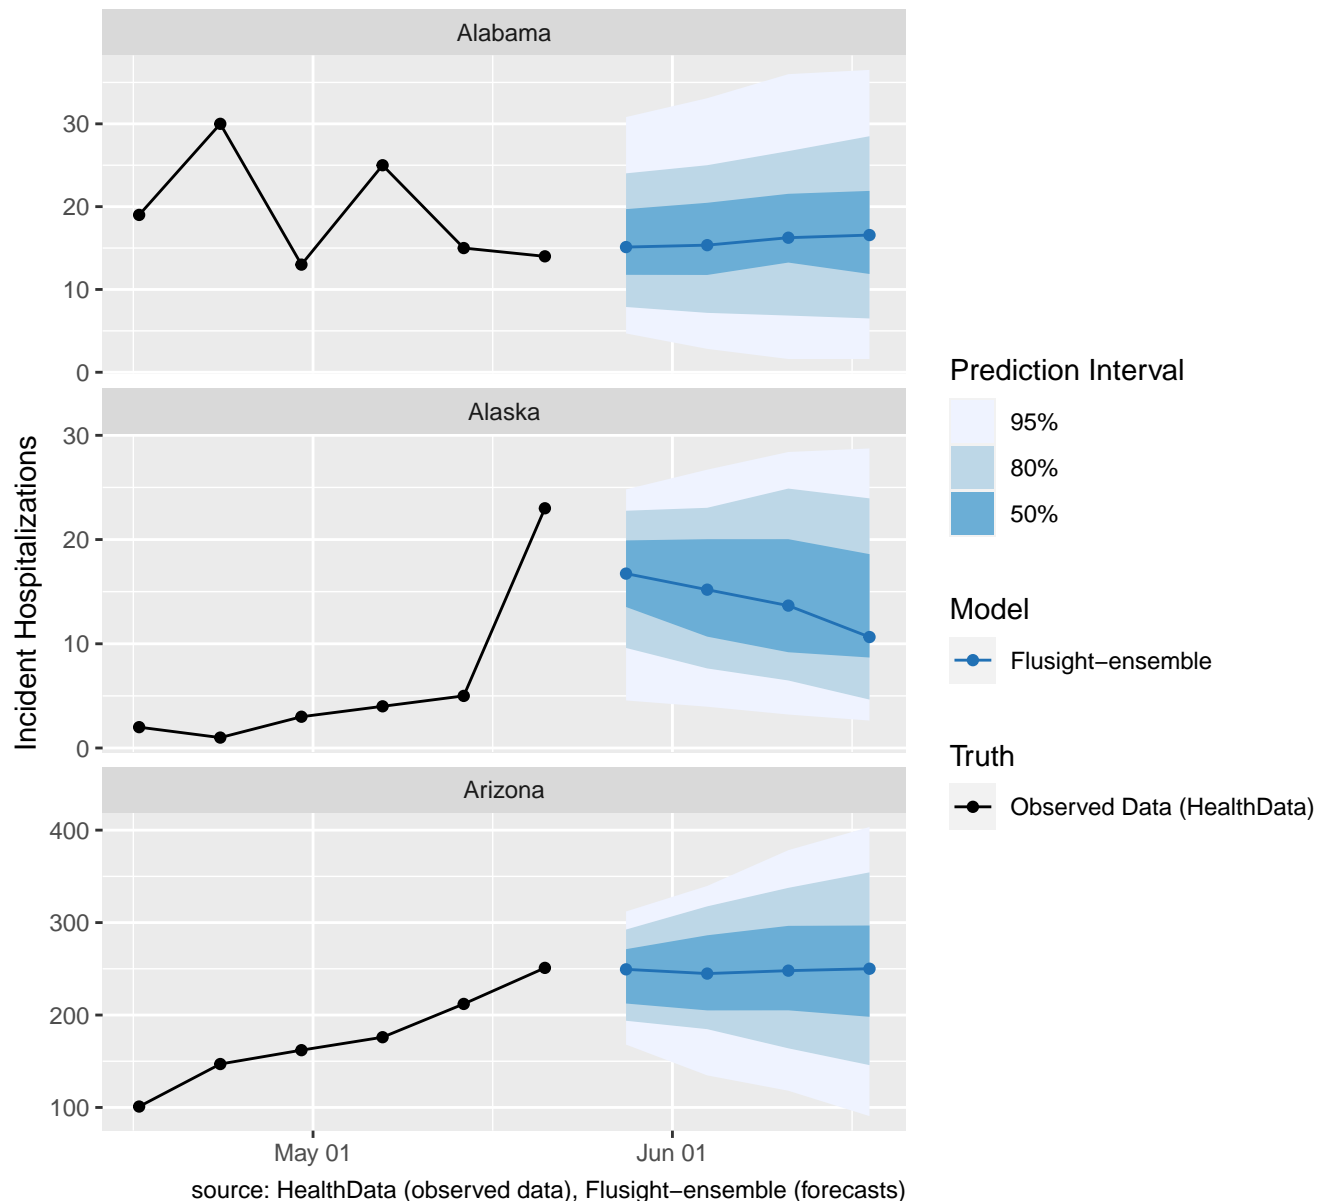 Alabama
30
20
10
0
Alaska
30
20
10
0
Arizona
400
300
200
100
May 01
Jun 01
Incident Hospitalizations
source: HealthData (observed data), Flusight−ensemble (forecasts)
Prediction Interval
95%
80%
50%
Model
Flusight−ensemble
Truth
Observed Data (HealthData)